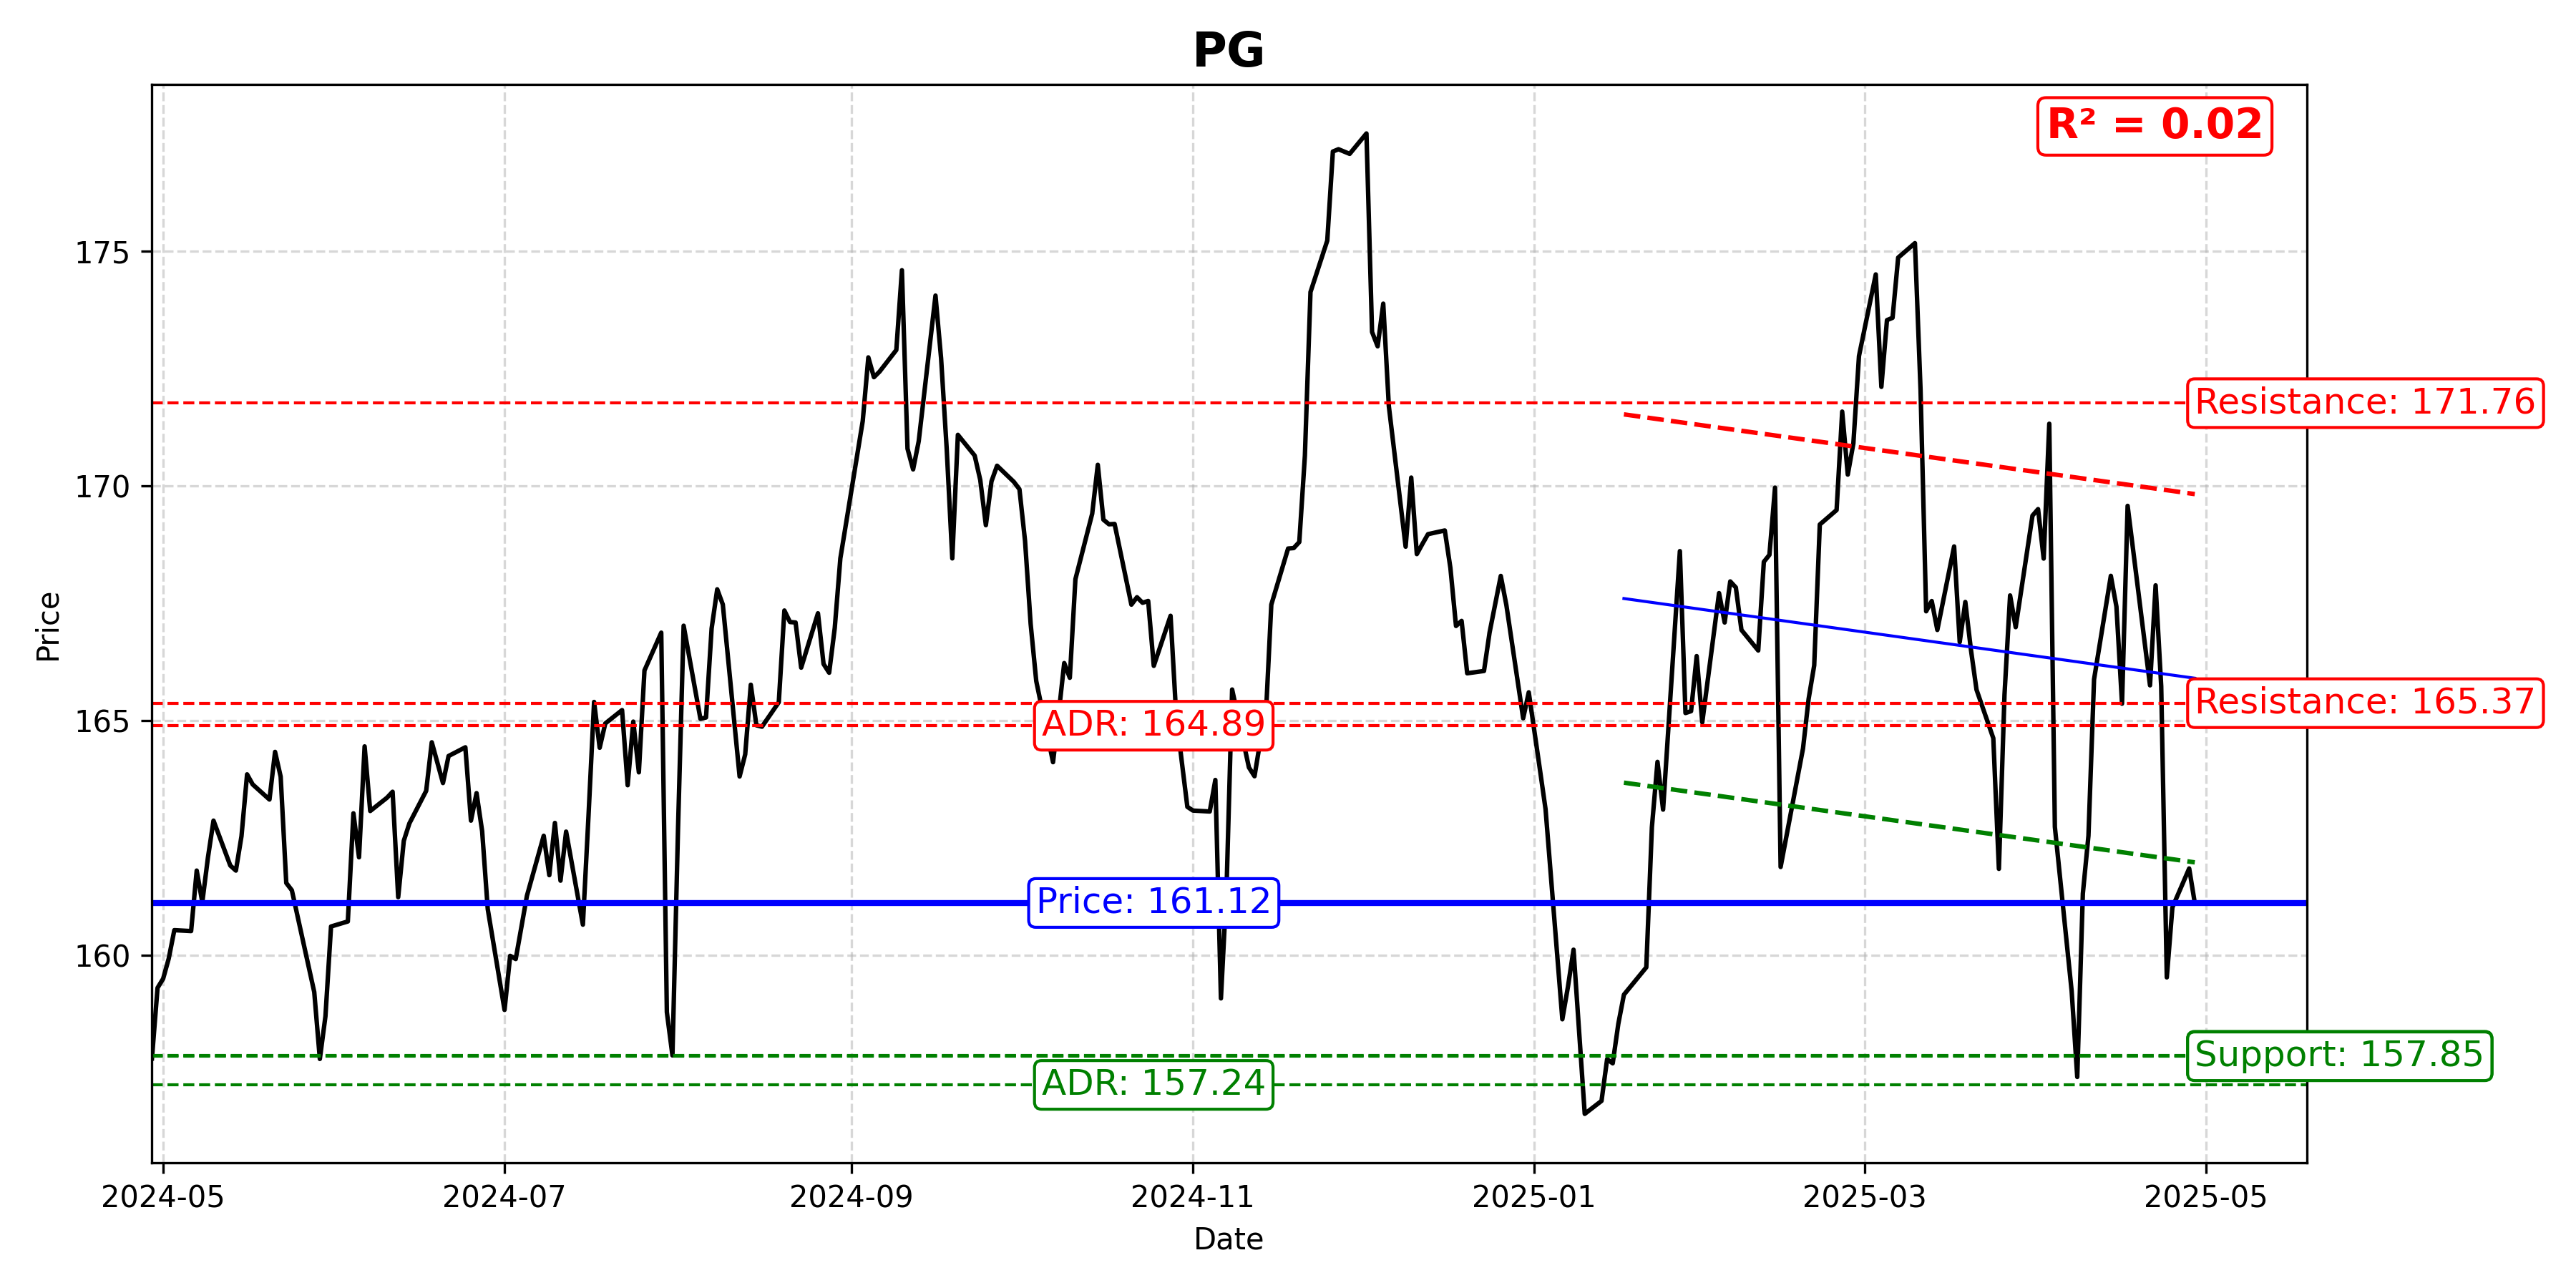 PG
R² = 0.02
175
170
165
160
Price
Resistance: 171.76
Resistance: 165.37
ADR: 164.89
Price: 161.12
Support: 157.85
ADR: 157.24
2024-05
2024-07
2024-09
2024-11
2025-01
2025-03
2025-05
Date